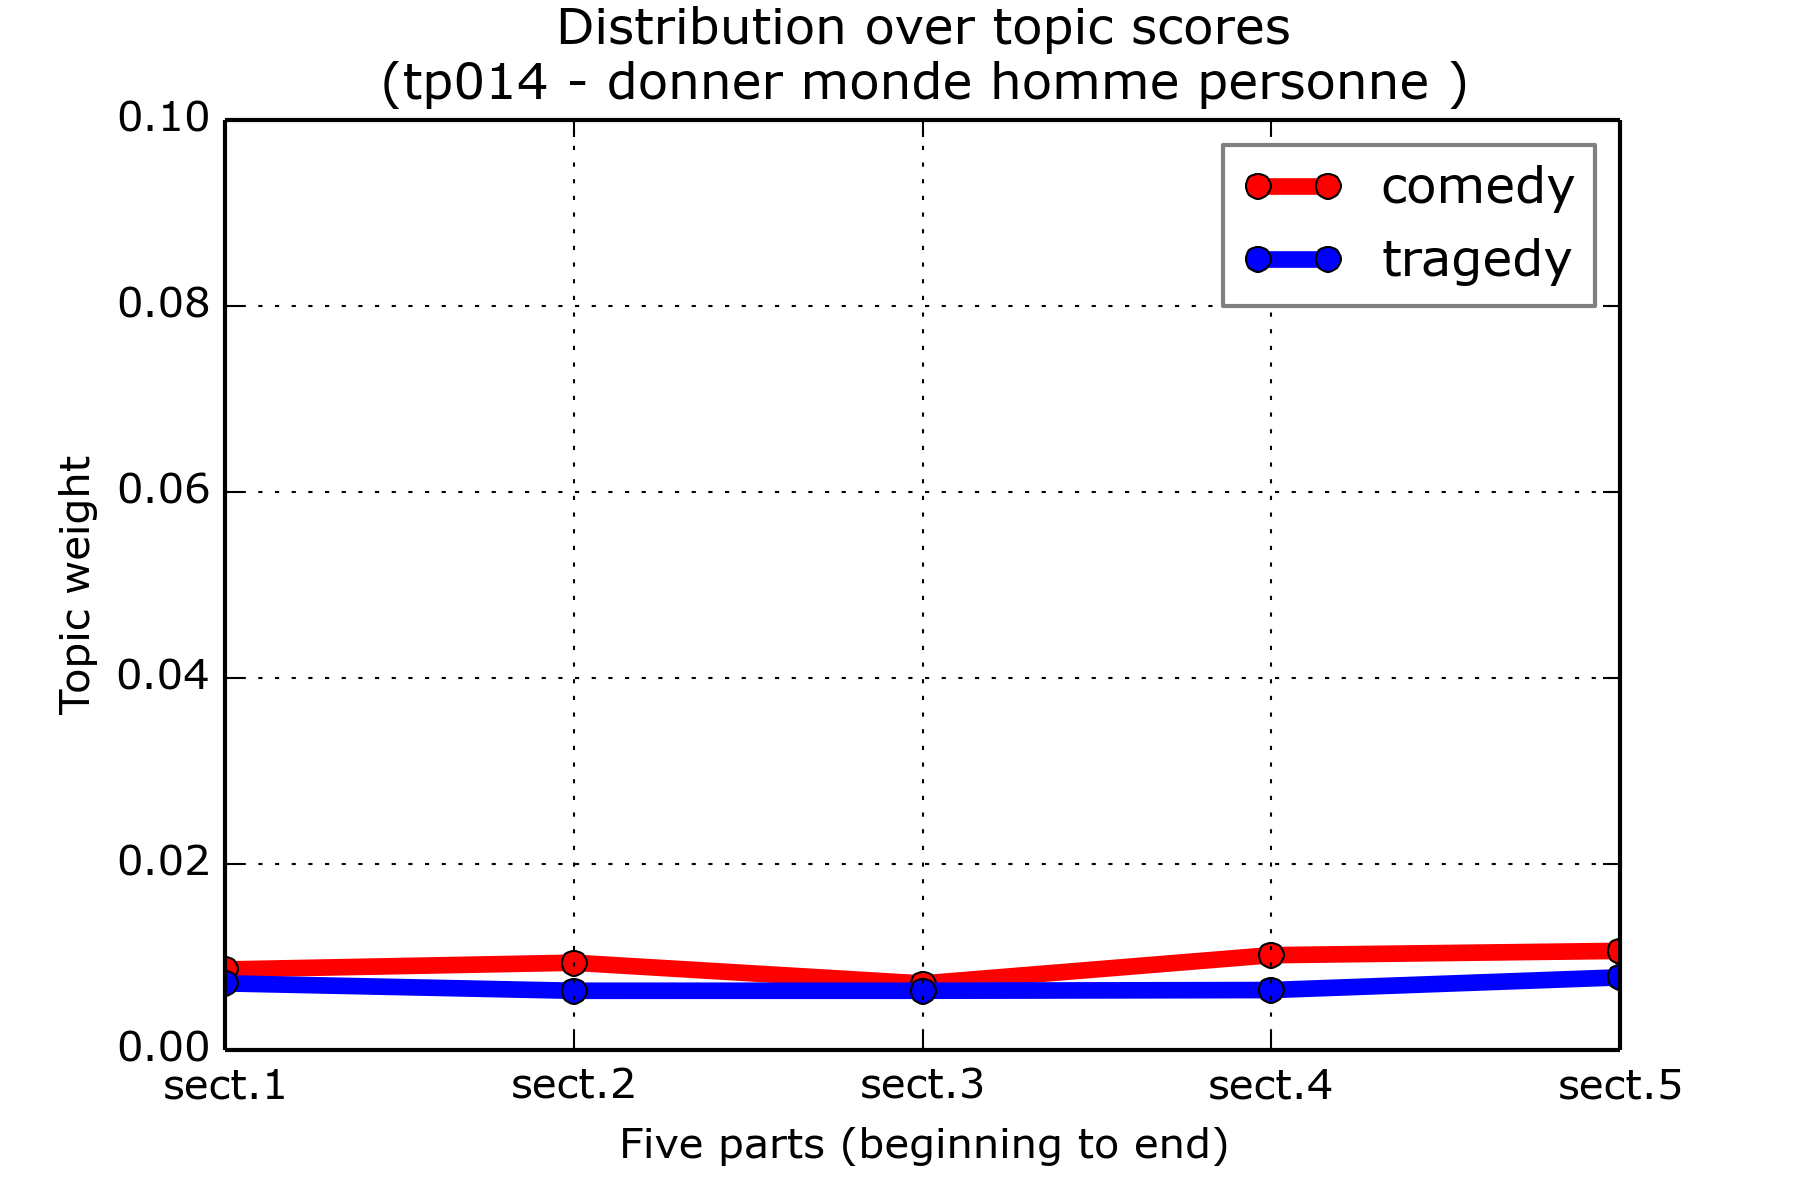 Distribution over topic scores
(tp014 - donner monde homme personne )
comedy
tragedy
Topic weight
0.10
0.08
0.06
0.04
0.02
0.00
sect.1 sect.2 sect.3 sect.4 sect.5
Five parts (beginning to end)